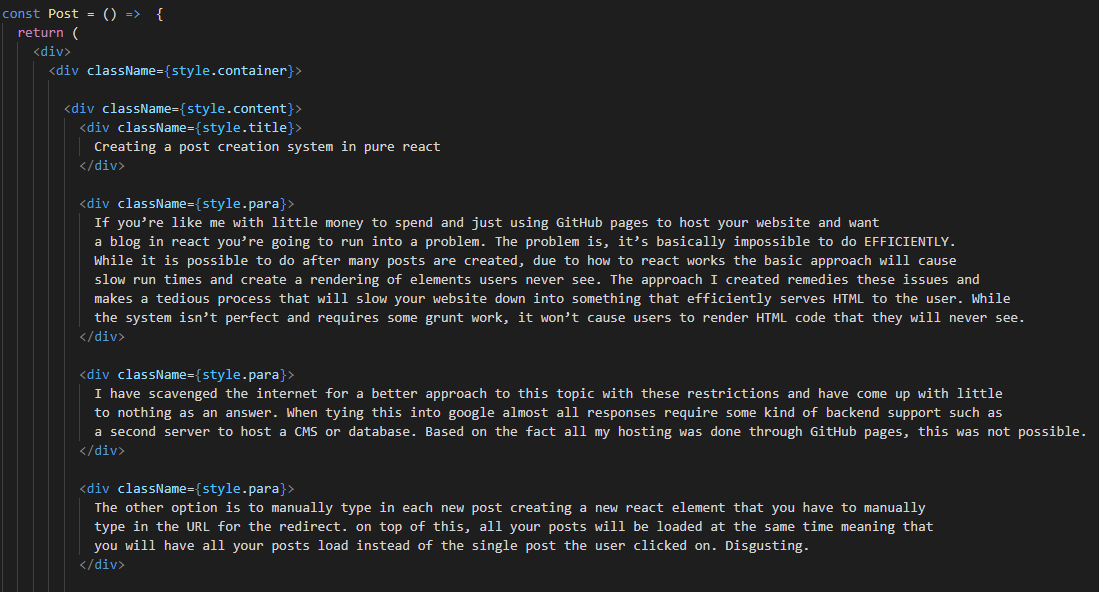 const Post = () => {
return (
<div>
<div className={style.container}>
<div className={style.content}>
<div className={style.title}>
Creating a post creation system in pure react
</div>
<div className={style.para}>
If you’re like me with little money to spend and just using GitHub pages to host your website and want
a blog in react you’re going to run into a problem. The problem is, it’s basically impossible to do EFFICIENTLY.
While it is possible to do after many posts are created, due to how to react works the basic approach will cause
slow run times and create a rendering of elements users never see. The approach I created remedies these issues and
makes a tedious process that will slow your website down into something that efficiently serves HTML to the user. While
the system isn’t perfect and requires some grunt work, it won’t cause users to render HTML code that they will never see.
</div>
<div className={style.para}>
I have scavenged the internet for a better approach to this topic with these restrictions and have come up with little
to nothing as an answer. When tying this into google almost all responses require some kind of backend support such as
a second server to host a CMS or database. Based on the fact all my hosting was done through GitHub pages, this was not possible.
</div>
<div className={style.para}>
The other option is to manually type in each new post creating a new react element that you have to manually
type in the URL for the redirect. on top of this, all your posts will be loaded at the same time meaning that
you will have all your posts load instead of the single post the user clicked on. Disgusting.
</div>